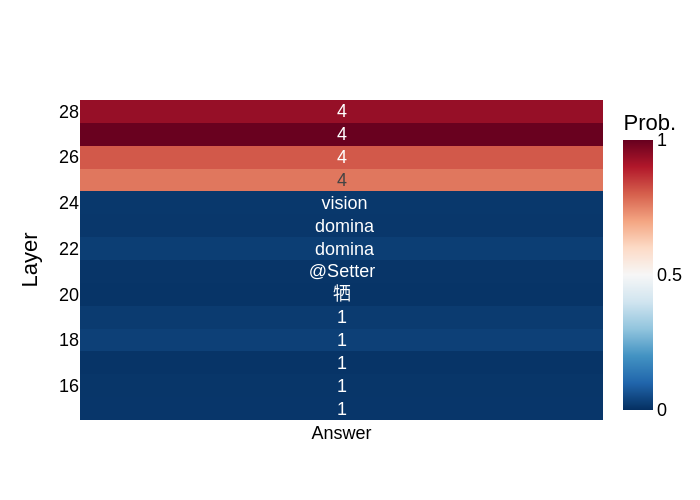 Prob.
28 4 1
4
26 4
4
24 vision
domina
22 domina 0.5
@Setter
20 牺
1
18 1
1
16 1
1 0
Layer
Answer